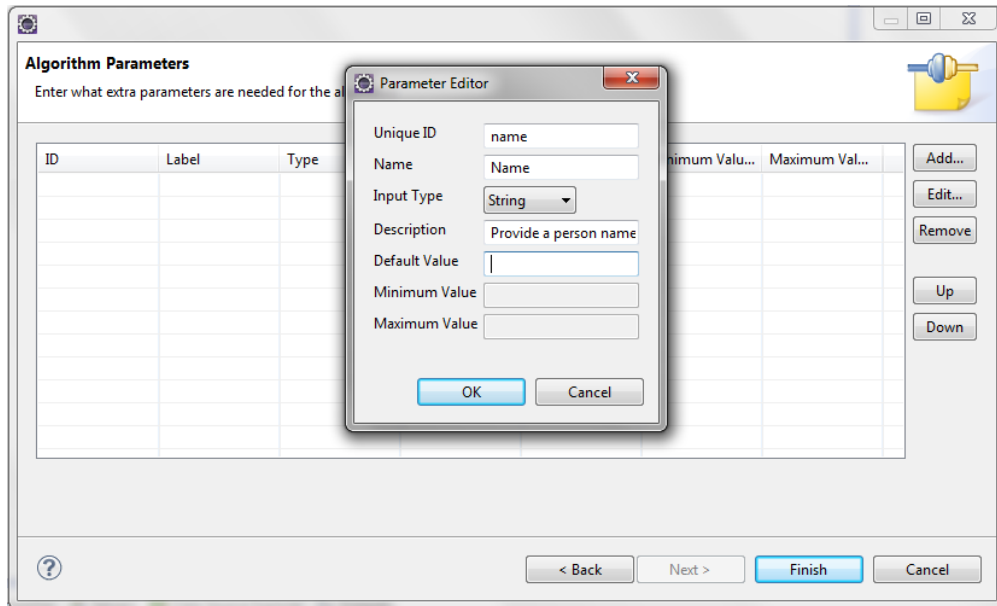 Algorithm Parameters
Enter what extra parameters are needed for the al
ID Label Type nimum Valu... Maximum Val...
Add...
Edit...
Remove
Up
Down
Parameter Editor
Unique ID name
Name Name
Input Type String
Description Provide a person name
Default Value
Minimum Value
Maximum Value
OK Cancel
< Back Next > Finish Cancel